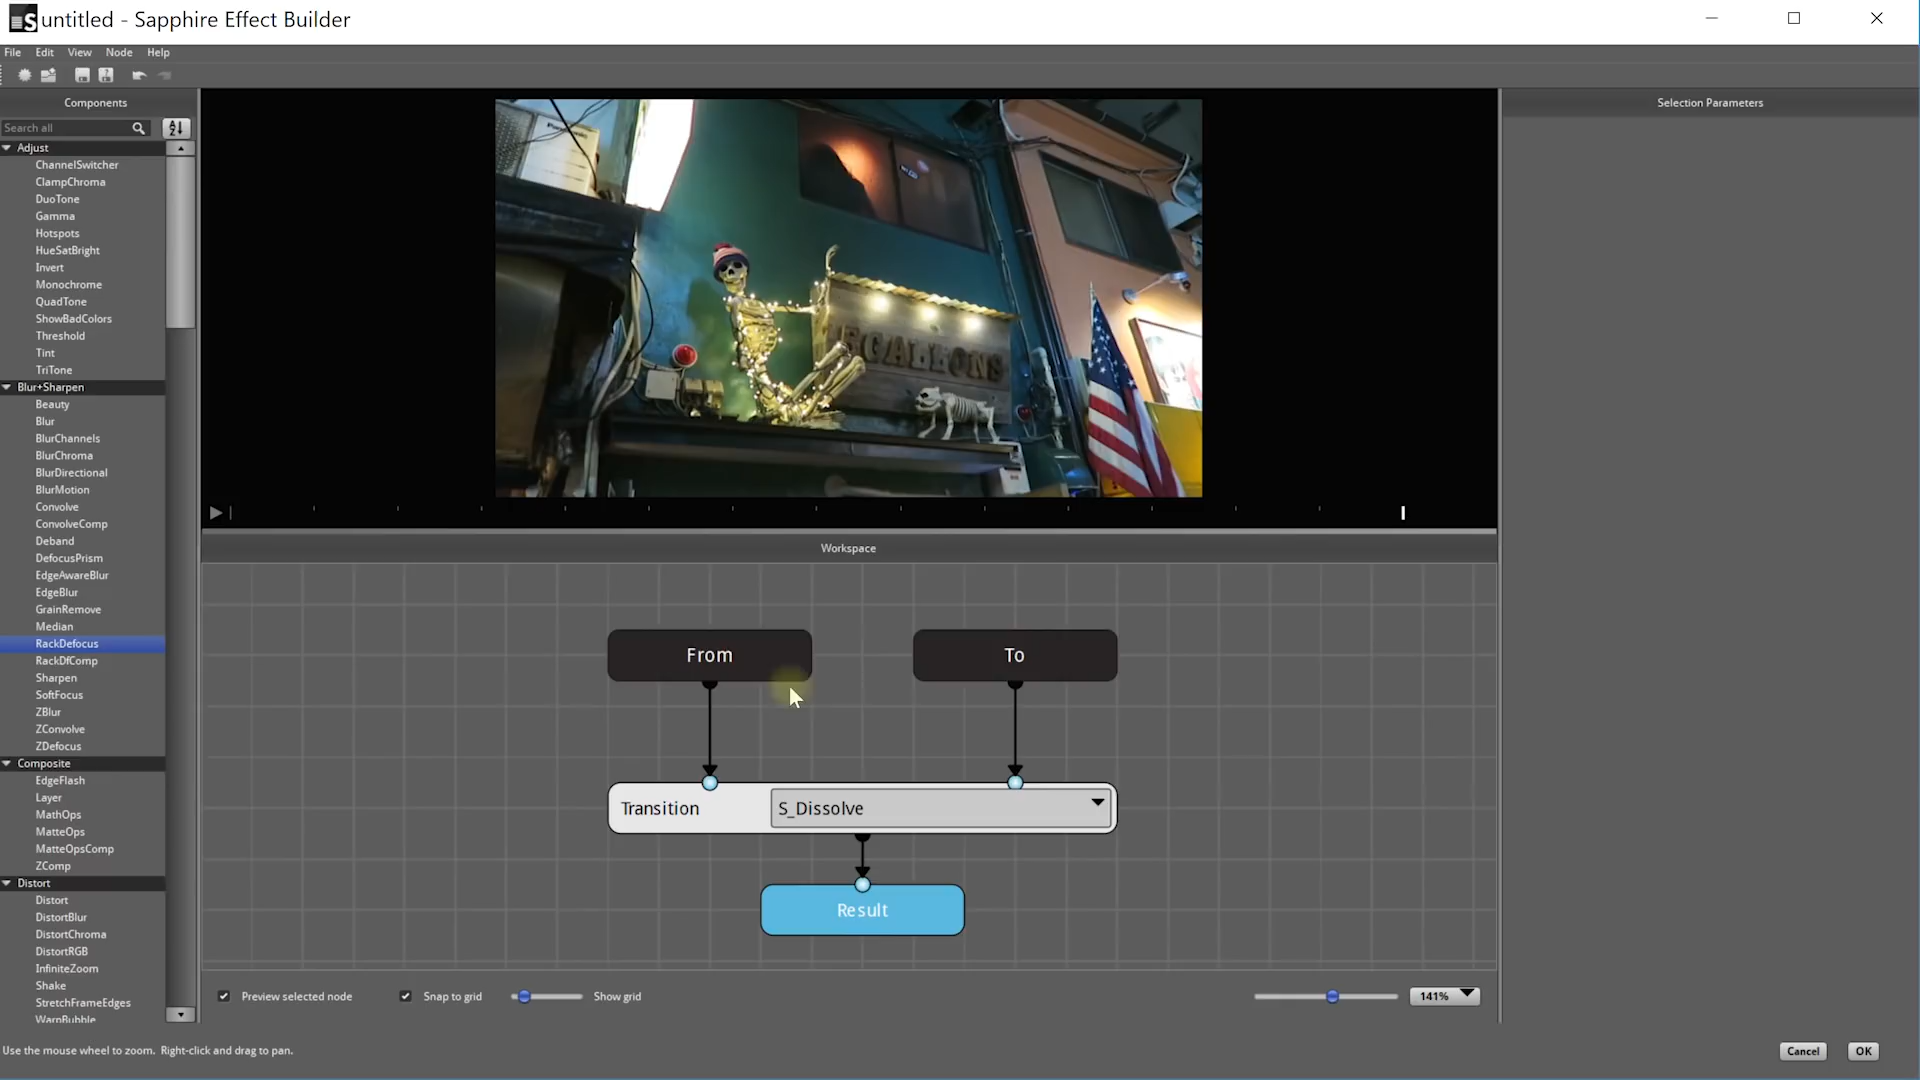 untitled - Sapphire Effect Builder
File Edit View Node Help
Components
Search all
Adjust
ChannelSwitcher
ClampChroma
DuoTone
Gamma
Hotspots
HueSatBright
Invert
Monochrome
QuadTone
ShowBadColors
Threshold
Tint
TriTone
Blur+Sharpen
Beauty
Blur
BlurChannels
BlurChroma
BlurDirectional
BlurMotion
Convolve
ConvolveComp
Deband
DefocusPrism
EdgeAwareBlur
EdgeBlur
GrainRemove
Median
RackDefocus
RackDfComp
Sharpen
SoftFocus
ZBlur
ZConvolve
ZDefocus
Composite
EdgeFlash
Layer
MathOps
MatteOps
MatteOpsComp
ZComp
Distort
Distort
DistortBlur
DistortChroma
DistortRGB
InfiniteZoom
Shake
StretchFrameEdges
WarpBubble
Panasonic
Workspace
From
To
Transition S_Dissolve
Result
Preview selected node
Snap to grid
Show grid
141%
Selection Parameters
Use the mouse wheel to zoom. Right-click and drag to pan.
Cancel OK